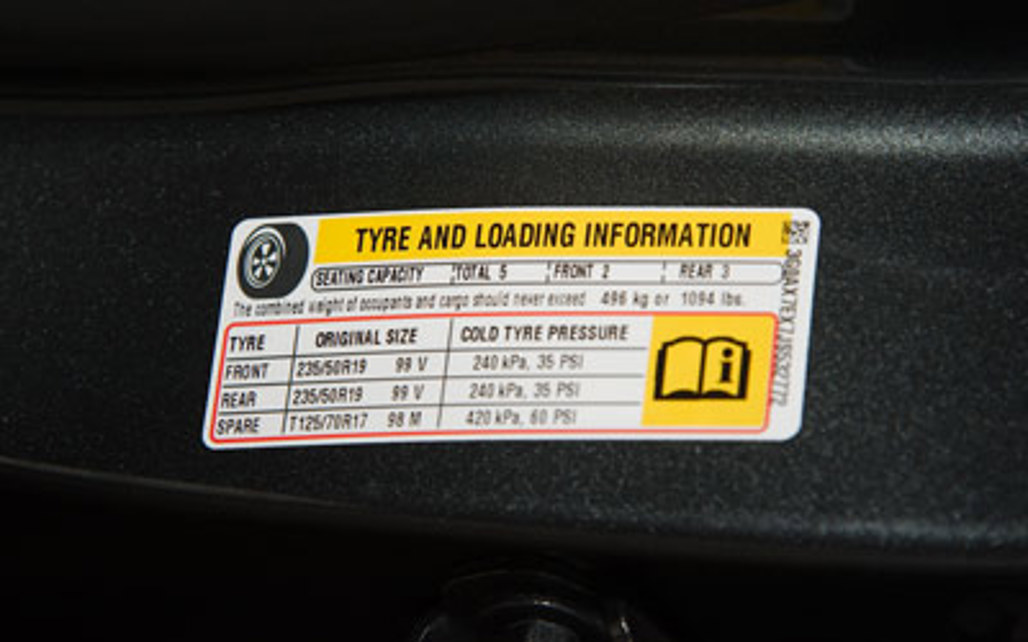 TYRE AND LOADING INFORMATION
SEATING CAPACITY TOTAL 5 FRONT 2 REAR 3
The combined weight of occupants and cargo should never exceed 496 kg or 1094 lbs.
TYRE ORIGINAL SIZE COLD TYRE PRESSURE
FRONT 235/50R19 99 V 240 kPa, 35 PSI
REAR 235/50R19 99 V 240 kPa, 35 PSI
SPARE T125/70R17 98 M 420 kPa, 60 PSI
i